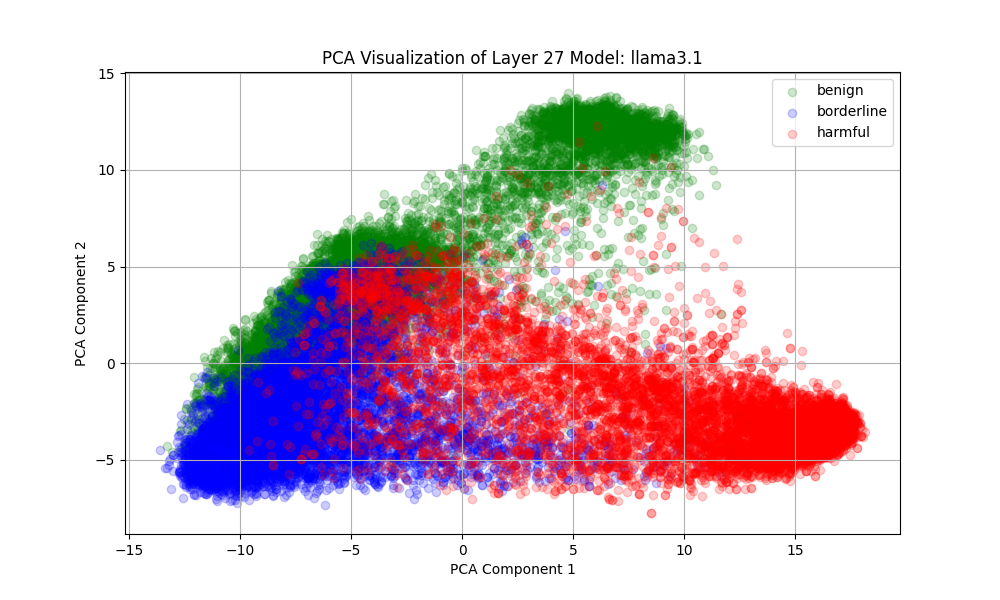 PCA Visualization of Layer 27 Model: llama3.1
benign
borderline
harmful
PCA Component 2
15
10
5
0
−5
−15
−10
−5
0
5
10
15
PCA Component 1